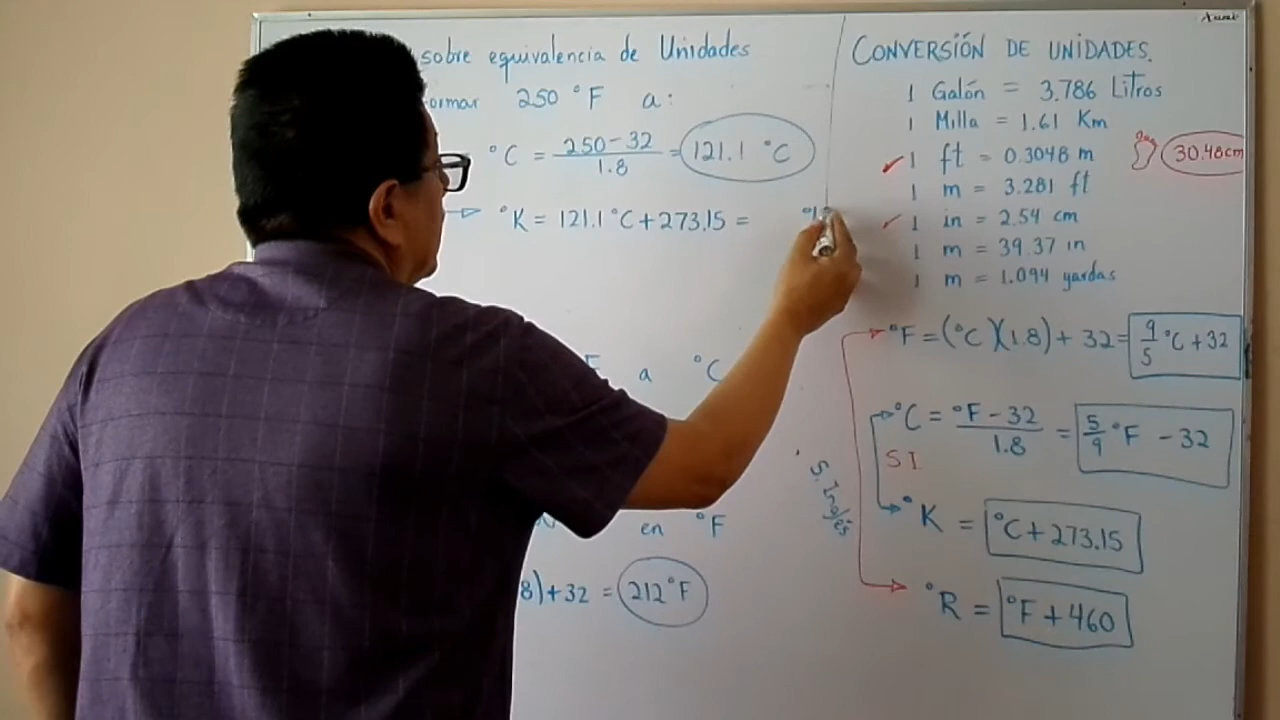 sobre equivalencia de Unidades
ormar 250 °F a:
°C = 250 - 32 / 1.8 = 121.1 °C
°K = 121.1 °C + 273.15 =
a °C
en °F
8) + 32 = 212 °F
CONVERSIÓN DE UNIDADES.
1 Galón = 3.786 Litros
1 Milla = 1.61 Km
✓ 1 ft = 0.3048 m 30.48cm
1 m = 3.281 ft
✓ 1 in = 2.54 cm
1 m = 39.37 in
1 m = 1.094 yardas
°F = (°C)(1.8) + 32 = 9/5 °C + 32
°C = °F - 32 / 1.8 = 5/9 °F - 32
S I.
S. Inglés
°K = °C + 273.15
°R = °F + 460